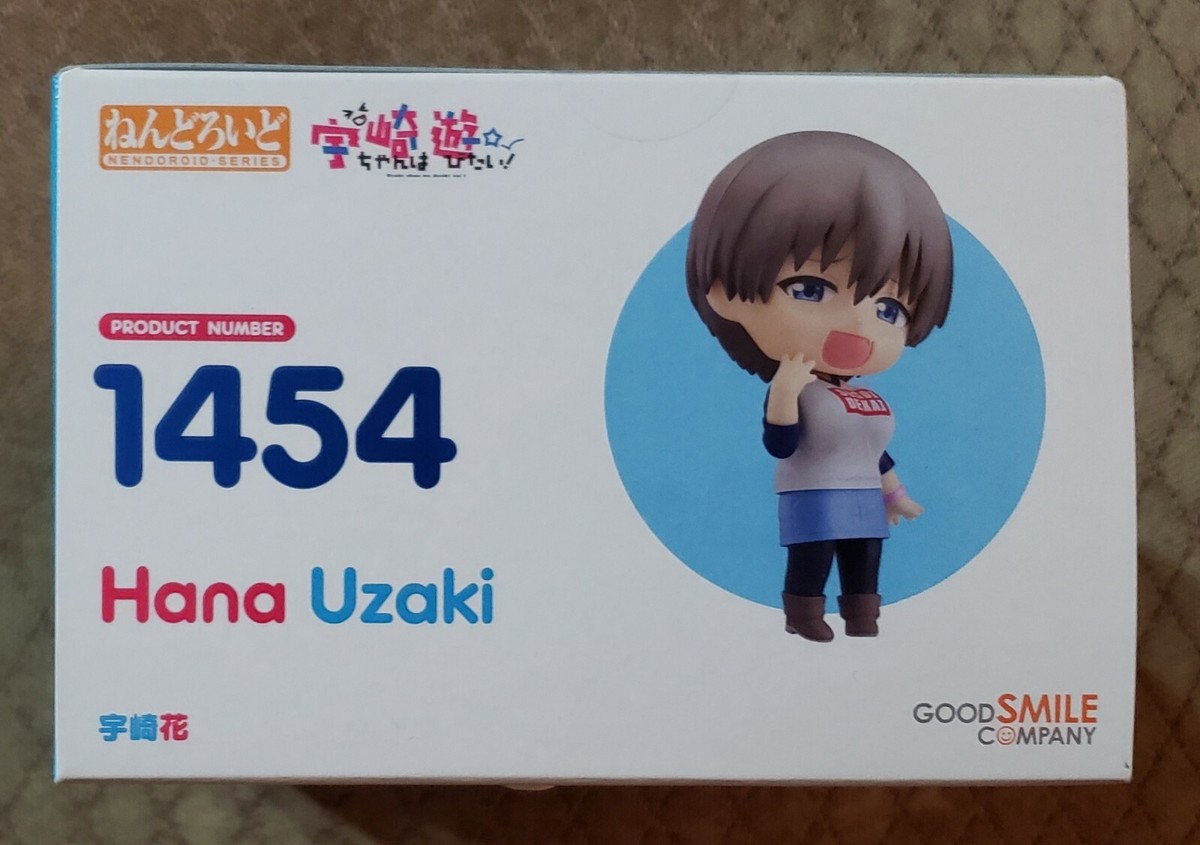 ねんどろいど
NENDOROID·SERIES
宇崎ちゃんは遊びたい!
PRODUCT NUMBER
1454
Hana Uzaki
DEKAI
宇崎花
GOOD SMILE
COMPANY